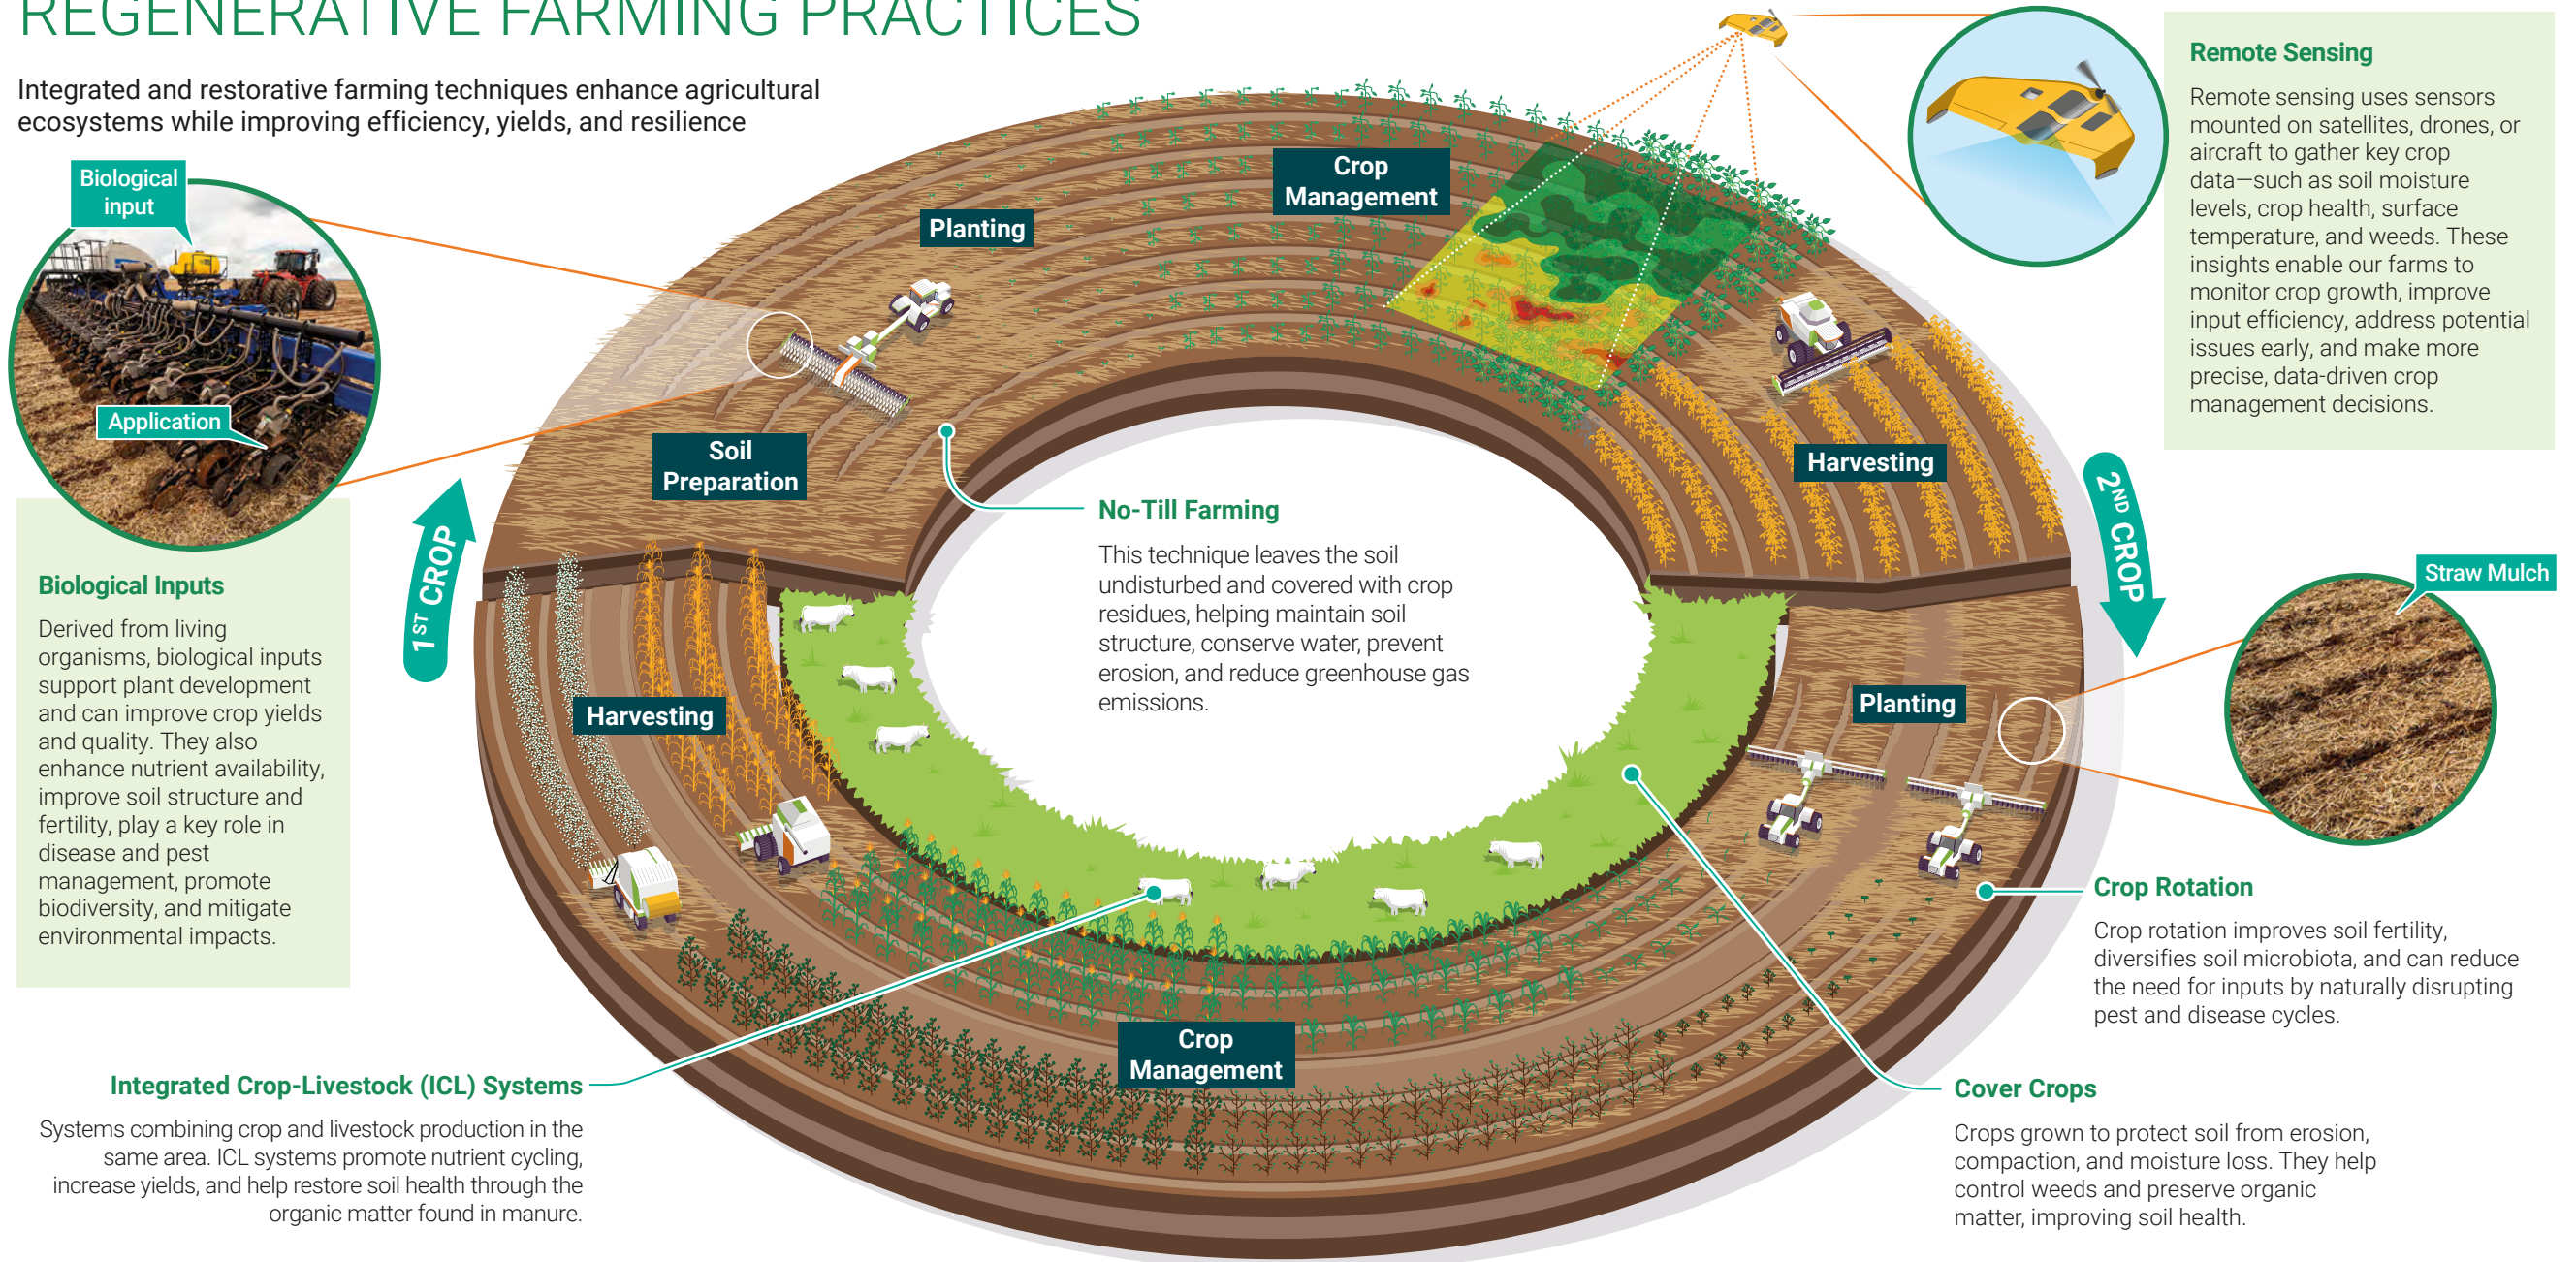 REGENERATIVE FARMING PRACTICES
Integrated and restorative farming techniques enhance agricultural
ecosystems while improving efficiency, yields, and resilience
Biological
input
Application
Biological Inputs
Derived from living
organisms, biological inputs
support plant development
and can improve crop yields
and quality. They also
enhance nutrient availability,
improve soil structure and
fertility, play a key role in
disease and pest
management, promote
biodiversity, and mitigate
environmental impacts.
1ST CROP
Soil
Preparation
Planting
Crop
Management
Harvesting
Remote Sensing
Remote sensing uses sensors
mounted on satellites, drones, or
aircraft to gather key crop
data—such as soil moisture
levels, crop health, surface
temperature, and weeds. These
insights enable our farms to
monitor crop growth, improve
input efficiency, address potential
issues early, and make more
precise, data-driven crop
management decisions.
No-Till Farming
This technique leaves the soil
undisturbed and covered with crop
residues, helping maintain soil
structure, conserve water, prevent
erosion, and reduce greenhouse gas
emissions.
2ND CROP
Straw Mulch
Planting
Crop Rotation
Crop rotation improves soil fertility,
diversifies soil microbiota, and can reduce
the need for inputs by naturally disrupting
pest and disease cycles.
Harvesting
Crop
Management
Integrated Crop-Livestock (ICL) Systems
Systems combining crop and livestock production in the
same area. ICL systems promote nutrient cycling,
increase yields, and help restore soil health through the
organic matter found in manure.
Cover Crops
Crops grown to protect soil from erosion,
compaction, and moisture loss. They help
control weeds and preserve organic
matter, improving soil health.